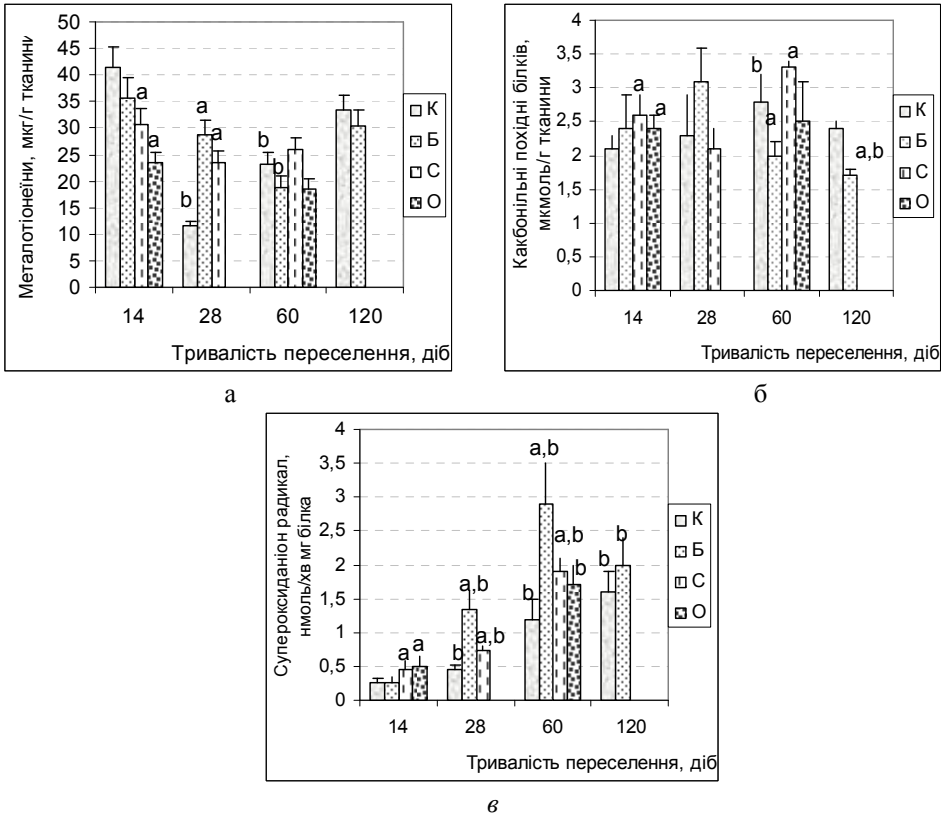 Металотіонеїни, мкг/г тканини
50
45
40
35
30
25
20
15
10
5
0
a
a
b
a
a
b
b
14 28 60 120
Тривалість переселення, діб
К
Б
С
О
а
Какбонільні похідні білків,
мкмоль/г тканини
4
3,5
3
2,5
2
1,5
1
0,5
0
a
a
b
a
a
a,b
14 28 60 120
Тривалість переселення, діб
К
Б
С
О
б
Супероксиданіон радикал,
нмоль/хв мг білка
4
3,5
3
2,5
2
1,5
1
0,5
0
a
a
b
a,b
a,b
b
a,b
a,b
b
b
b
14 28 60 120
Тривалість переселення, діб
К
Б
С
О
в